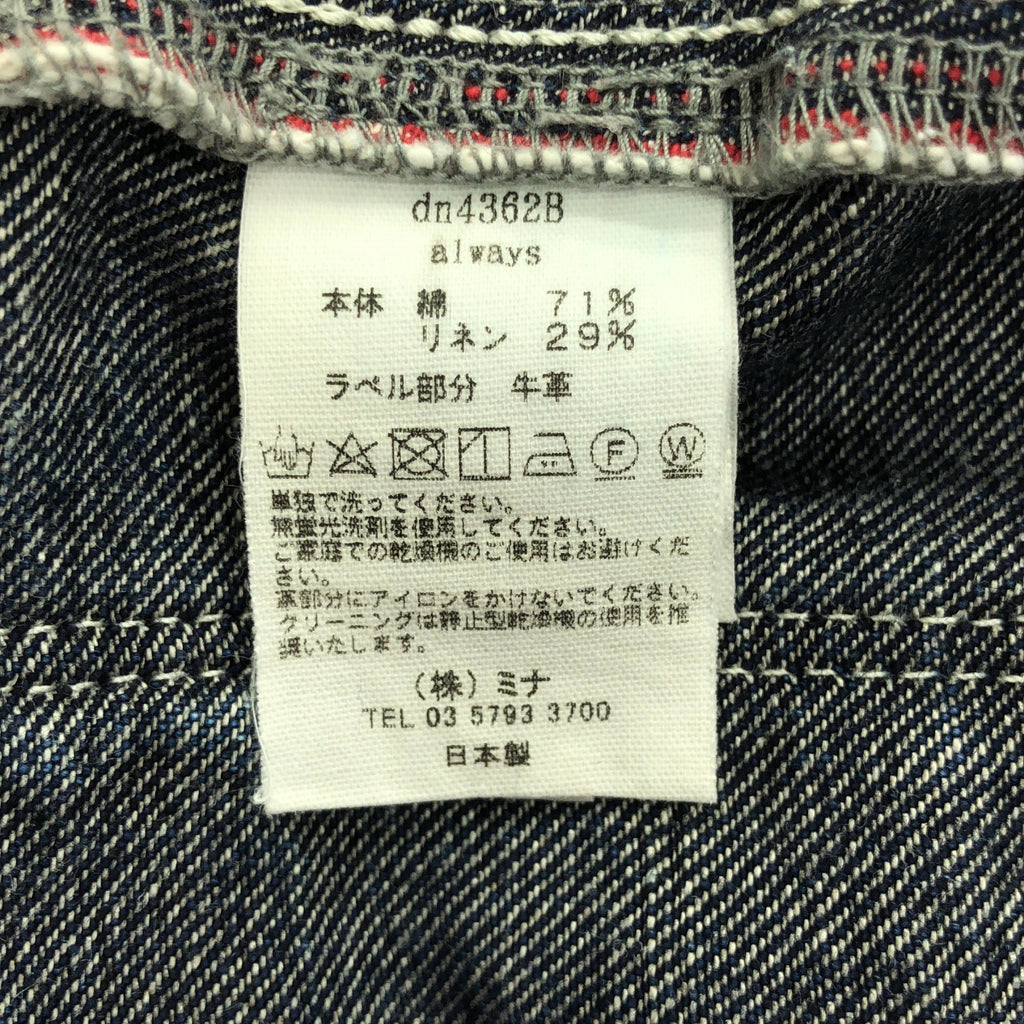 dn4362B
always
本体 綿 71%
リネン 29%
ラベル部分 牛革
F W
単独で洗ってください。
無蛍光洗剤を使用してください。
ご家庭での乾燥機のご使用はお避けくだ
さい。
革部分にアイロンをかけないでください。
クリーニングは静止型乾燥機の使用を推
奨いたします。
(株) ミナ
TEL 03 5793 3700
日本製